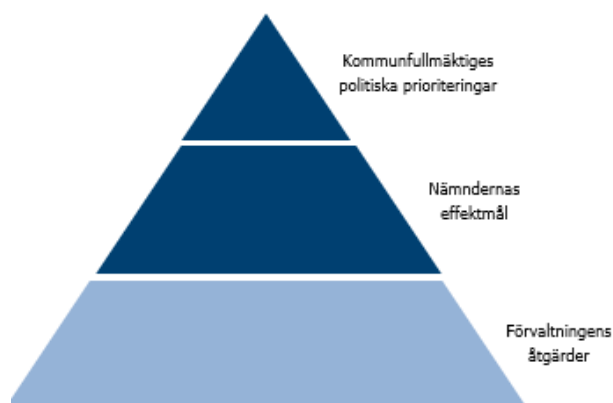 Kommunfullmäktiges
politiska prioriteringar
Nämndernas
effektmål
Förvaltningens
åtgärder